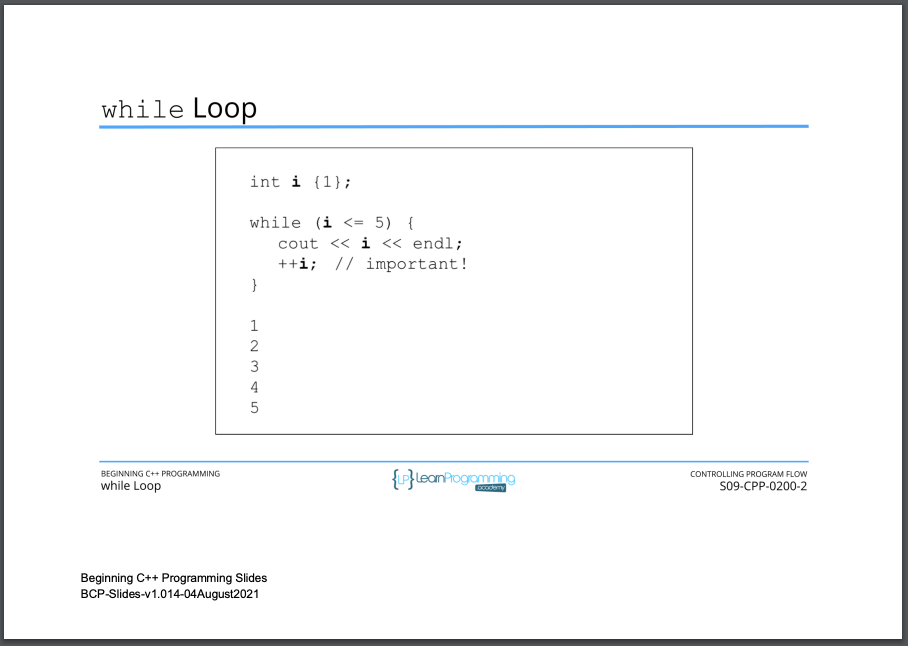 while Loop
int i {1};
while (i <= 5) {
cout << i << endl;
++i; // important!
}
1
2
3
4
5
BEGINNING C++ PROGRAMMING
while Loop
{LP}LearnProgramming
academy
CONTROLLING PROGRAM FLOW
S09-CPP-0200-2
Beginning C++ Programming Slides
BCP-Slides-v1.014-04August2021